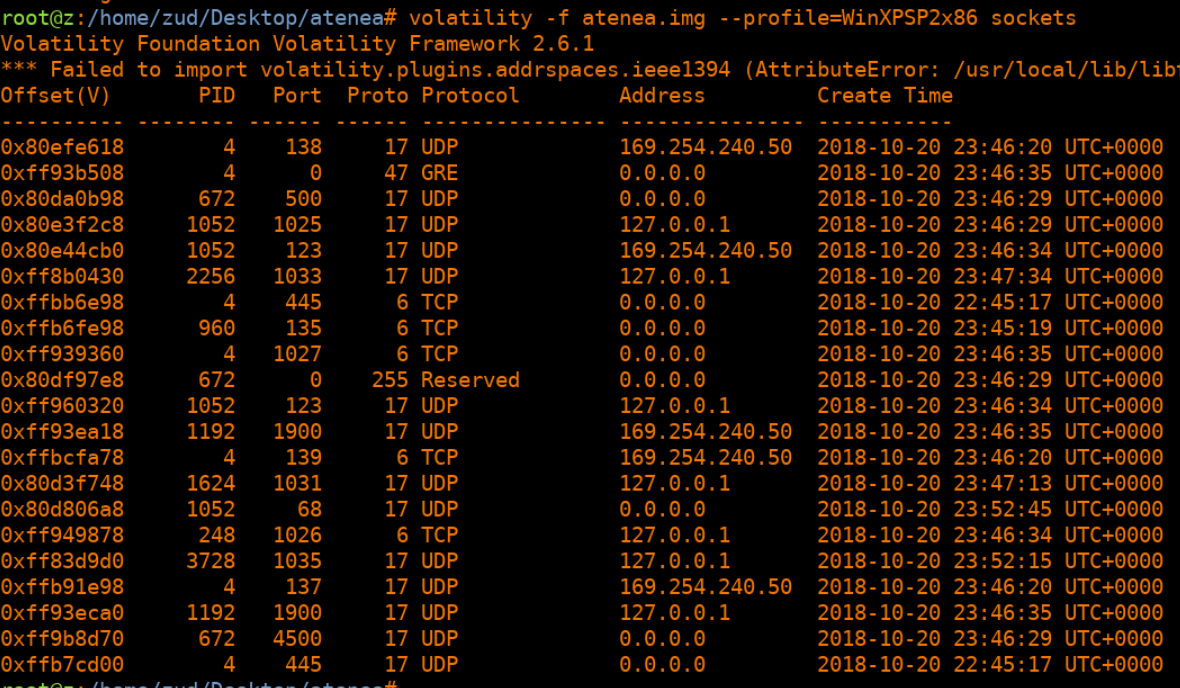 root@z:/home/zud/Desktop/atenea# volatility -f atenea.img --profile=WinXPSP2x86 sockets
Volatility Foundation Volatility Framework 2.6.1
*** Failed to import volatility.plugins.addrspaces.ieee1394 (AttributeError: /usr/local/lib/lib
Offset(V)       PID   Port  Proto Protocol        Address         Create Time
---------- -------- ------ ------ --------------- --------------- -----------
0x80efe618        4    138     17 UDP             169.254.240.50  2018-10-20 23:46:20 UTC+0000
0xff93b508        4      0     47 GRE             0.0.0.0         2018-10-20 23:46:35 UTC+0000
0x80da0b98      672    500     17 UDP             0.0.0.0         2018-10-20 23:46:29 UTC+0000
0x80e3f2c8     1052   1025     17 UDP             127.0.0.1       2018-10-20 23:46:29 UTC+0000
0x80e44cb0     1052    123     17 UDP             169.254.240.50  2018-10-20 23:46:34 UTC+0000
0xff8b0430     2256   1033     17 UDP             127.0.0.1       2018-10-20 23:47:34 UTC+0000
0xffbb6e98        4    445      6 TCP             0.0.0.0         2018-10-20 22:45:17 UTC+0000
0xffb6fe98      960    135      6 TCP             0.0.0.0         2018-10-20 23:45:19 UTC+0000
0xff939360        4   1027      6 TCP             0.0.0.0         2018-10-20 23:46:35 UTC+0000
0x80df97e8      672      0    255 Reserved        0.0.0.0         2018-10-20 23:46:29 UTC+0000
0xff960320     1052    123     17 UDP             127.0.0.1       2018-10-20 23:46:34 UTC+0000
0xff93ea18     1192   1900     17 UDP             169.254.240.50  2018-10-20 23:46:35 UTC+0000
0xffbcfa78        4    139      6 TCP             169.254.240.50  2018-10-20 23:46:20 UTC+0000
0x80d3f748     1624   1031     17 UDP             127.0.0.1       2018-10-20 23:47:13 UTC+0000
0x80d806a8     1052     68     17 UDP             0.0.0.0         2018-10-20 23:52:45 UTC+0000
0xff949878      248   1026      6 TCP             127.0.0.1       2018-10-20 23:46:34 UTC+0000
0xff83d9d0     3728   1035     17 UDP             127.0.0.1       2018-10-20 23:52:15 UTC+0000
0xffb91e98        4    137     17 UDP             169.254.240.50  2018-10-20 23:46:20 UTC+0000
0xff93eca0     1192   1900     17 UDP             127.0.0.1       2018-10-20 23:46:35 UTC+0000
0xff9b8d70      672   4500     17 UDP             0.0.0.0         2018-10-20 23:46:29 UTC+0000
0xffb7cd00        4    445     17 UDP             0.0.0.0         2018-10-20 22:45:17 UTC+0000
root@z:/home/zud/Desktop/atenea#